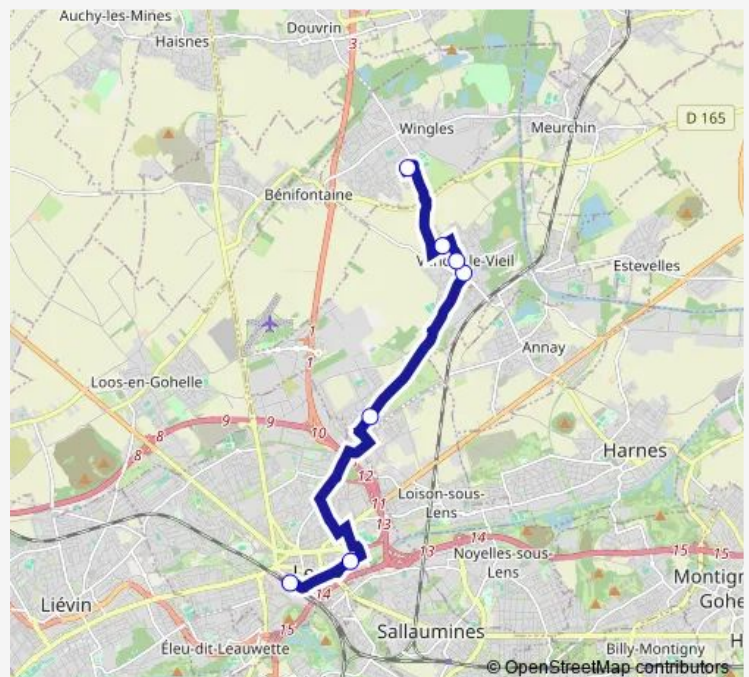 Auchy-les-Mines
Douvrin
Haisnes
3
D 165
Wingles
Meurchin
Bénifontaine
Estevelles
1
1
Annay
Loos-en-Gohelle
9
9
10
8
8
Harnes
12
11
Loison-sous-
Lens
13
14
13
15
15
Noyelles-sous-
Lens
14
Liévin
15
Sallaumines
Éleu-dit-Leauwette
Billy-Montigny
© OpenStreetMap contributors